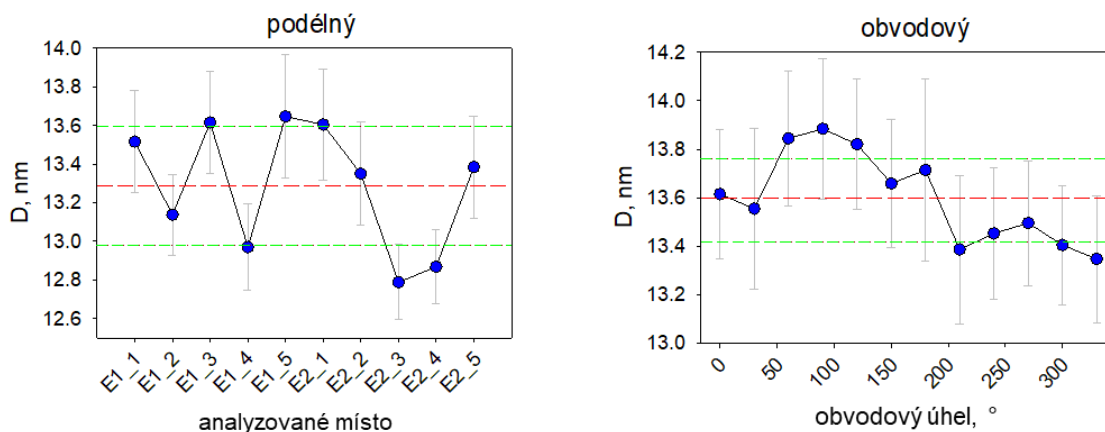 podélný
14.0
13.8
13.6
13.4
13.2
13.0
12.8
12.6
D, nm
E1_1
E1_2
E1_3
E1_4
E1_5
E2_1
E2_2
E2_3
E2_4
E2_5
analyzované místo
obvodový
14.2
14.0
13.8
13.6
13.4
13.2
13.0
D, nm
0
50
100
150
200
250
300
obvodový úhel, °